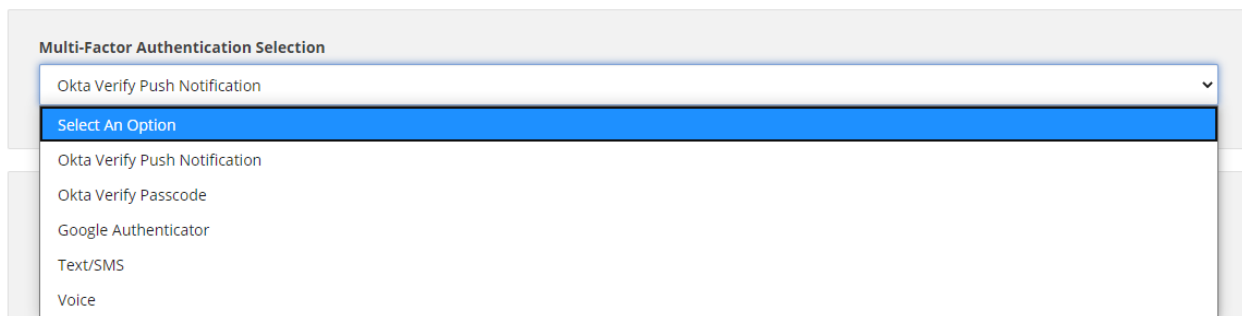 Multi-Factor Authentication Selection
Okta Verify Push Notification
Select An Option
Okta Verify Push Notification
Okta Verify Passcode
Google Authenticator
Text/SMS
Voice